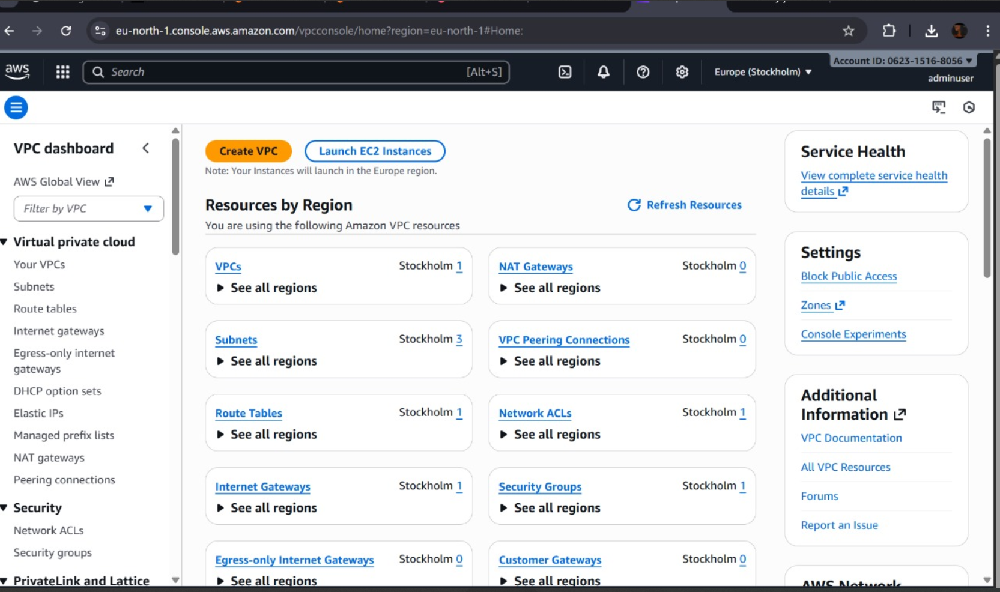 eu-north-1.console.aws.amazon.com/vpcconsole/home?region=eu-north-1#Home:
aws
Search
[Alt+S]
Europe (Stockholm)
Account ID: 0623-1516-8056
adminuser
VPC dashboard
AWS Global View
Filter by VPC
Virtual private cloud
Your VPCs
Subnets
Route tables
Internet gateways
Egress-only internet
gateways
DHCP option sets
Elastic IPs
Managed prefix lists
NAT gateways
Peering connections
Security
Network ACLs
Security groups
PrivateLink and Lattice
Create VPC
Launch EC2 Instances
Note: Your Instances will launch in the Europe region.
Resources by Region
Refresh Resources
You are using the following Amazon VPC resources
VPCs
Stockholm 1
See all regions
NAT Gateways
Stockholm 0
See all regions
Subnets
Stockholm 3
See all regions
VPC Peering Connections
Stockholm 0
See all regions
Route Tables
Stockholm 1
See all regions
Network ACLs
Stockholm 1
See all regions
Internet Gateways
Stockholm 1
See all regions
Security Groups
Stockholm 1
See all regions
Egress-only Internet Gateways
Stockholm 0
See all regions
Customer Gateways
Stockholm 0
See all regions
Service Health
View complete service health
details
Settings
Block Public Access
Zones
Console Experiments
Additional
Information
VPC Documentation
All VPC Resources
Forums
Report an Issue
AWS Network